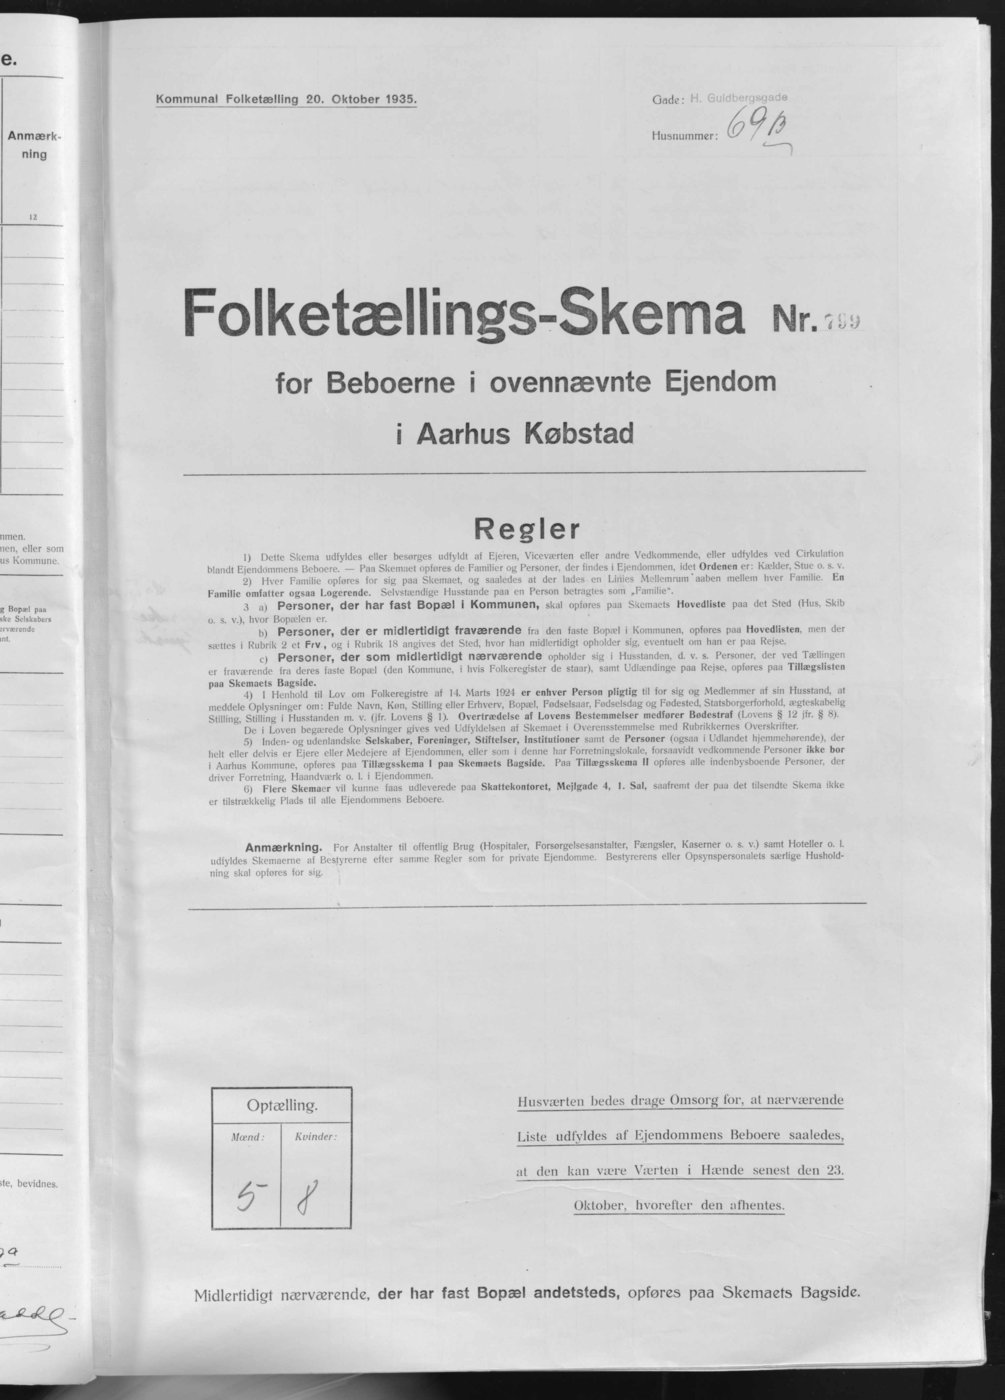 e.
Anmærk-
ning
12
mmen.
men, eller som
us Kommune.
g Bopæl paa
ske Selskabers
erværende
ste, bevidnes.
Kommunal Folketælling 20. Oktober 1935.
Gade: H. Guldbergsgade
Husnummer: 69B
Folketællings-Skema Nr. 799
for Beboerne i ovennævnte Ejendom
i Aarhus Købstad
Regler
1) Dette Skema udfyldes eller besørges udfyldt af Ejeren, Viceværten eller andre Vedkommende, eller udfyldes ved Cirkulation
blandt Ejendommens Beboere. — Paa Skemaet opføres de Familier og Personer, der findes i Ejendommen, idet Ordenen er: Kælder, Stue o. s. v.
2) Hver Familie opføres for sig paa Skemaet, og saaledes at der lades en Linies Mellemrum aaben mellem hver Familie. En
Familie omfatter ogsaa Logerende. Selvstændige Husstande paa en Person betragtes som „Familie“.
3 a) Personer, der har fast Bopæl i Kommunen, skal opføres paa Skemaets Hovedliste paa det Sted (Hus, Skib
o. s. v.), hvor Bopælen er.
b) Personer, der er midlertidigt fraværende fra den faste Bopæl i Kommunen, opføres paa Hovedlisten, men der
sættes i Rubrik 2 et Frv., og i Rubrik 18 angives det Sted, hvor han midlertidigt opholder sig, eventuelt om han er paa Rejse.
c) Personer, der som midlertidigt nærværende opholder sig i Husstanden, d. v. s. Personer, der ved Tællingen
er fraværende fra deres faste Bopæl (den Kommune, i hvis Folkeregister de staar), samt Udlændinge paa Rejse, opføres paa Tillægslisten
paa Skemaets Bagside.
4) I Henhold til Lov om Folkeregistre af 14. Marts 1924 er enhver Person pligtig til for sig og Medlemmer af sin Husstand, at
meddele Oplysninger om: Fulde Navn, Køn, Stilling eller Erhverv, Bopæl, Fødselsaar, Fødselsdag og Fødested, Statsborgerforhold, ægteskabelig
Stilling, Stilling i Husstanden m. v. (jfr. Lovens § 1). Overtrædelse af Lovens Bestemmelser medfører Bødestraf (Lovens § 12 jfr. § 8).
De i Loven begærede Oplysninger gives ved Udfyldelsen af Skemaet i Overensstemmelse med Rubrikkernes Overskrifter.
5) Inden- og udenlandske Selskaber, Foreninger, Stiftelser, Institutioner samt de Personer (ogsaa i Udlandet hjemmehørende), der
helt eller delvis er Ejere eller Medejere af Ejendommen, eller som i denne har Forretningslokale, forsaavidt vedkommende Personer ikke bor
i Aarhus Kommune, opføres paa Tillægsskema I paa Skemaets Bagside. Paa Tillægsskema II opføres alle indenbysboende Personer, der
driver Forretning, Haandværk o. l. i Ejendommen.
6) Flere Skemaer vil kunne faas udleverede paa Skattekontoret, Mejlgade 4, 1. Sal, saafremt der paa det tilsendte Skema ikke
er tilstrækkelig Plads til alle Ejendommens Beboere.
Anmærkning. For Anstalter til offentlig Brug (Hospitaler, Forsorgelsesanstalter, Fængsler, Kaserner o. s. v.) samt Hoteller o. l.
udfyldes Skemaerne af Bestyrerne efter samme Regler som for private Ejendomme. Bestyrerens eller Opsynspersonalets særlige Hushold-
ning skal opføres for sig.
Optælling.
Mænd: Kvinder:
5 8
Husværten bedes drage Omsorg for, at nærværende
Liste udfyldes af Ejendommens Beboere saaledes,
at den kan være Værten i Hænde senest den 23.
Oktober, hvorefter den afhentes.
Midlertidigt nærværende, der har fast Bopæl andetsteds, opføres paa Skemaets Bagside.